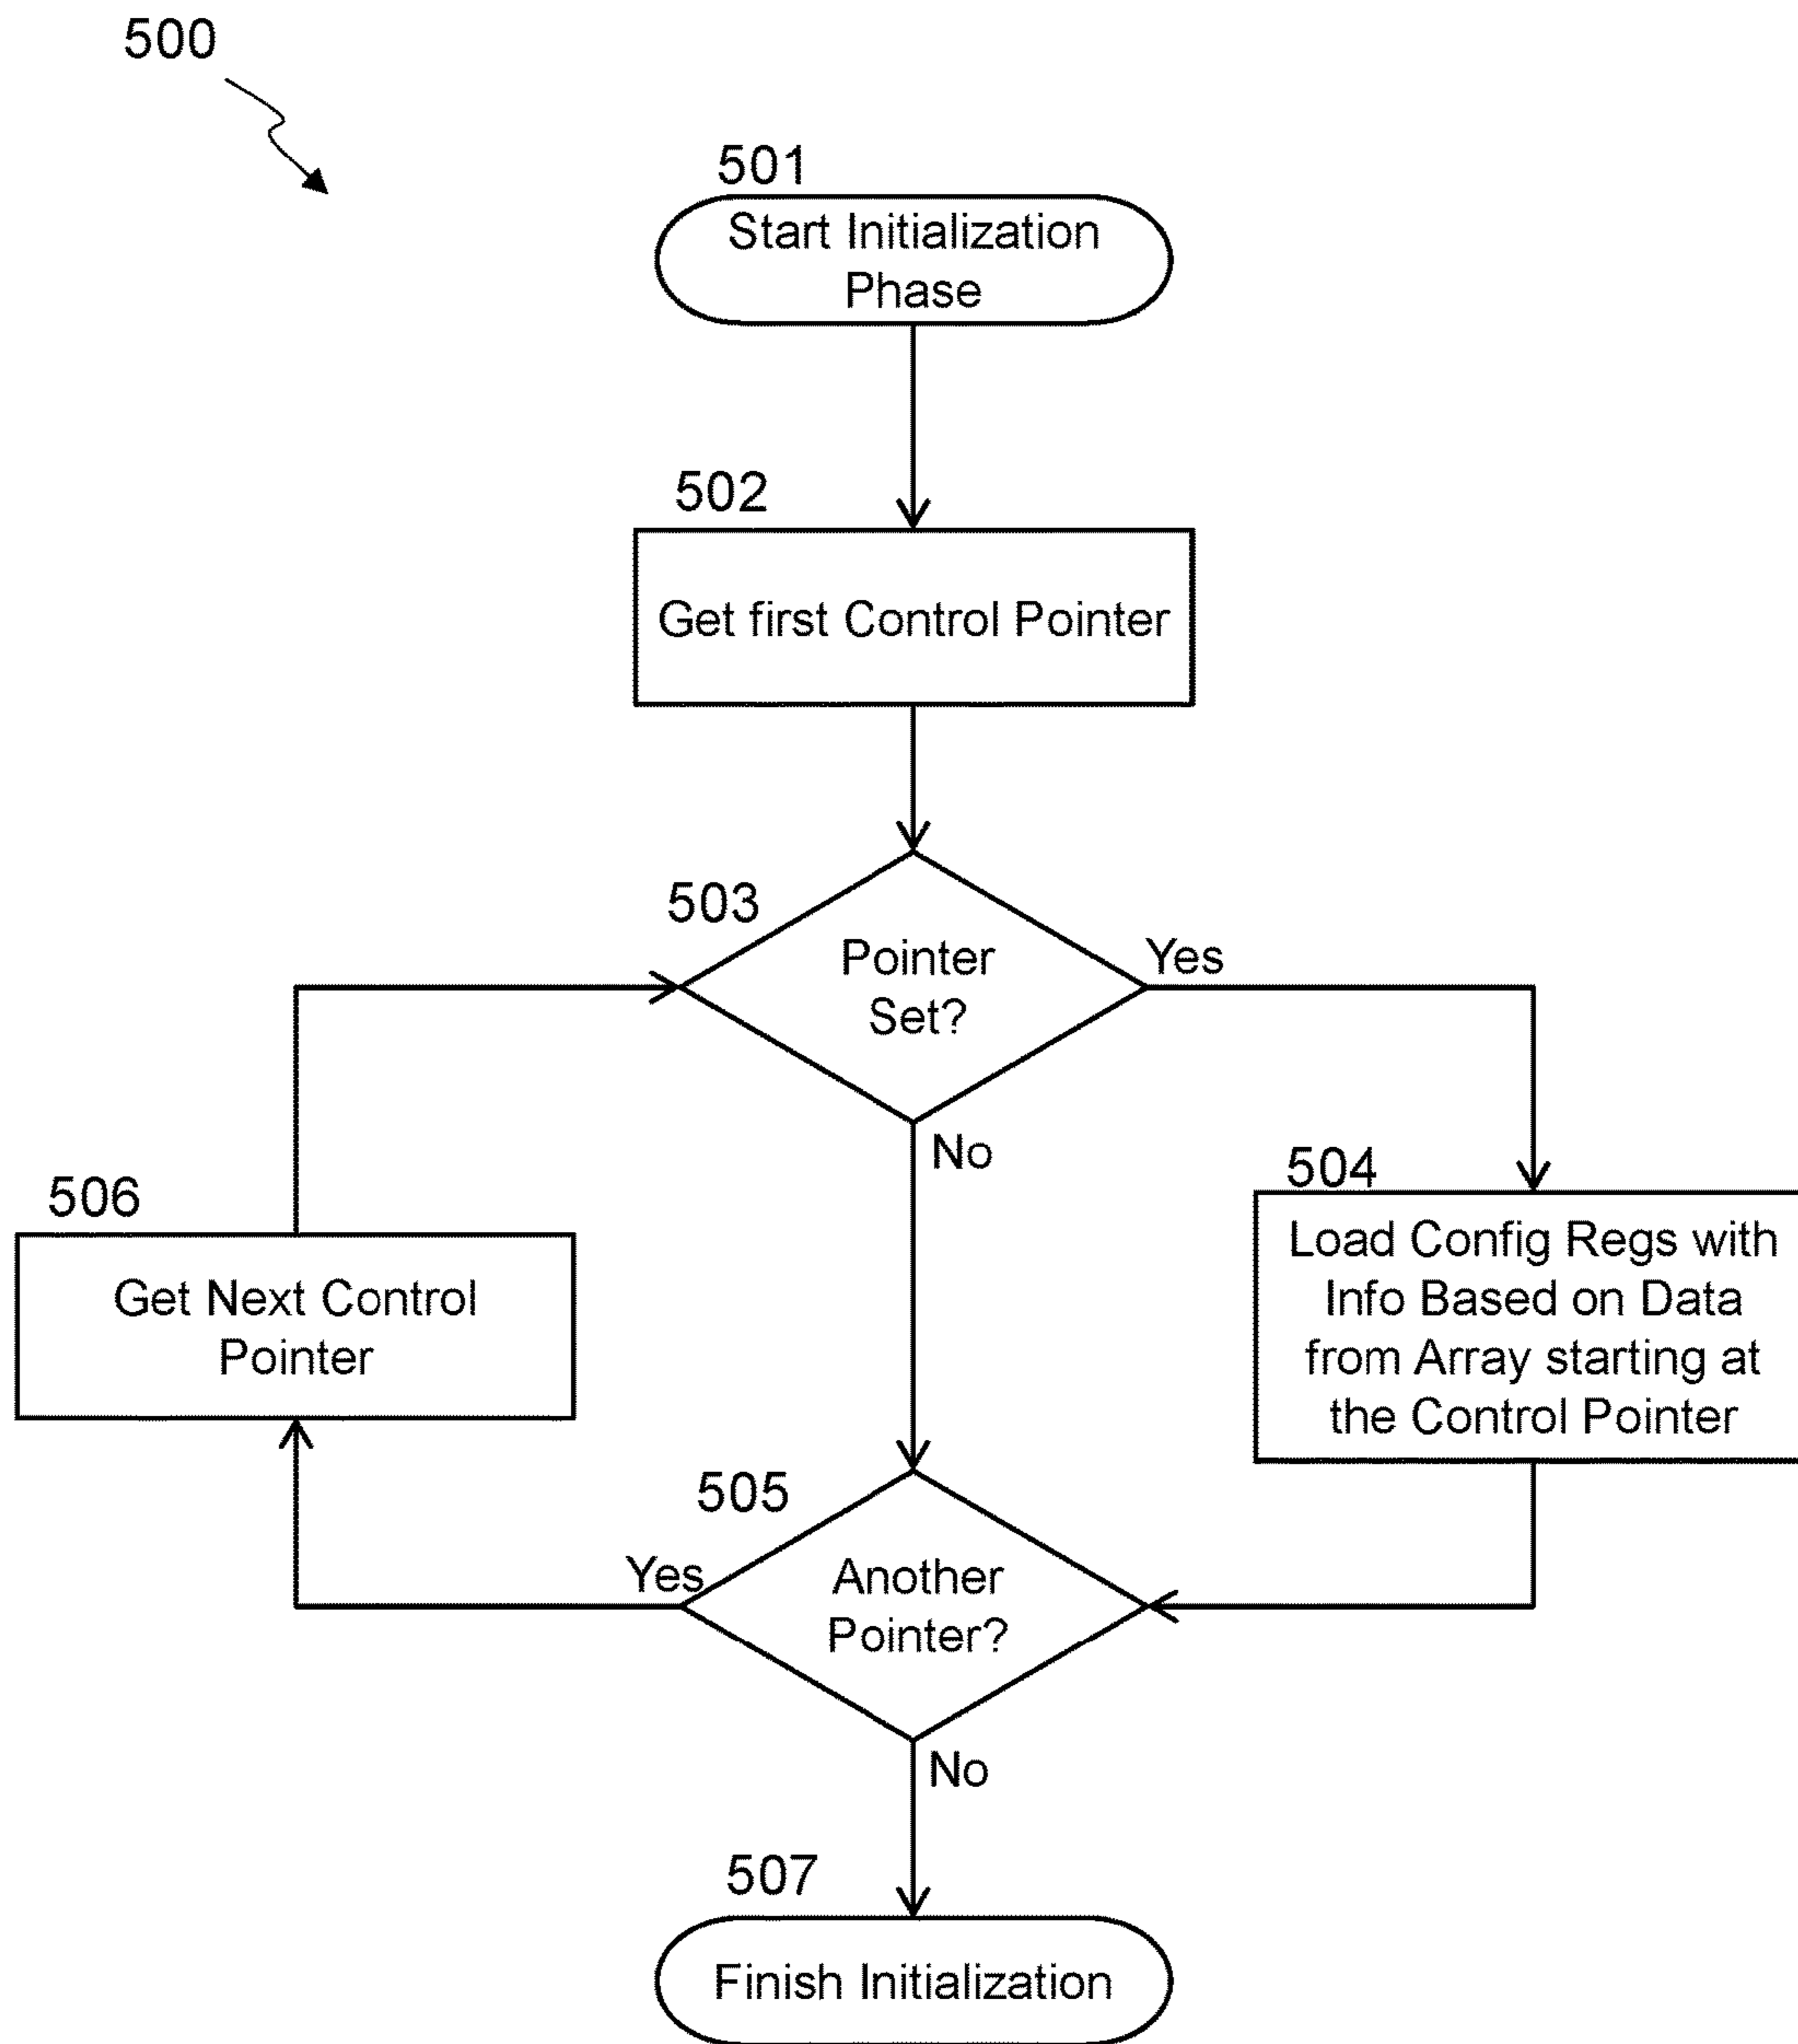 500
501
Start Initialization
Phase
502
Get first Control Pointer
503
Pointer
Set?
Yes
No
504
Load Config Regs with
Info Based on Data
from Array starting at
the Control Pointer
506
Get Next Control
Pointer
505
Another
Pointer?
Yes
No
507
Finish Initialization